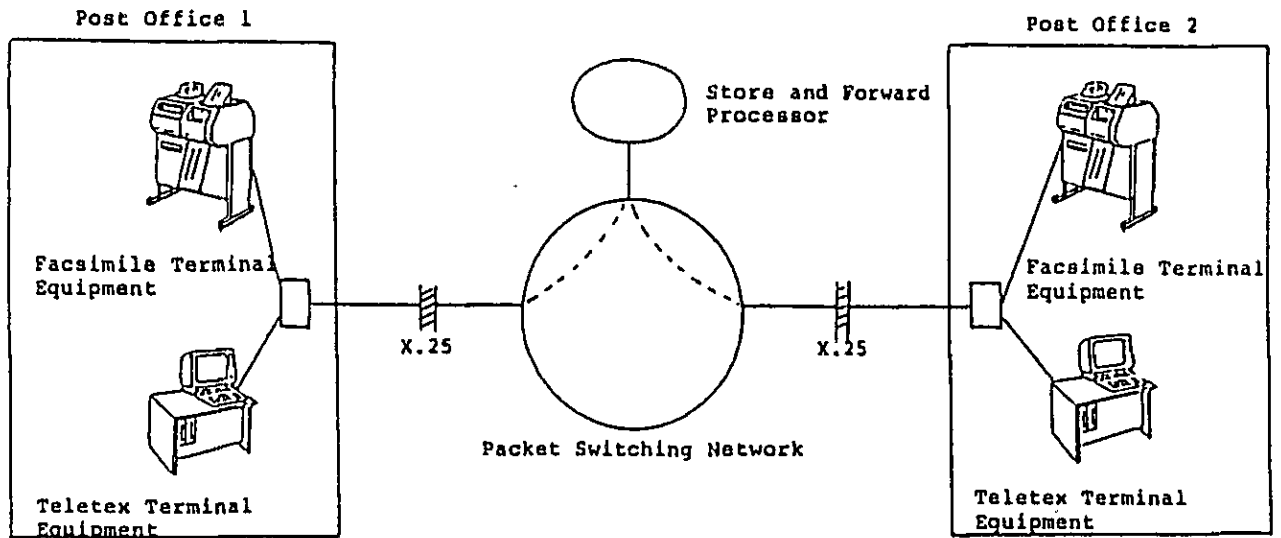 Post Office 1
Post Office 2
Store and Forward
Processor
Facsimile Terminal
Equipment
Facsimile Terminal
Equipment
X.25
X.25
Packet Switching Network
Teletex Terminal
Equipment
Teletex Terminal
Equipment